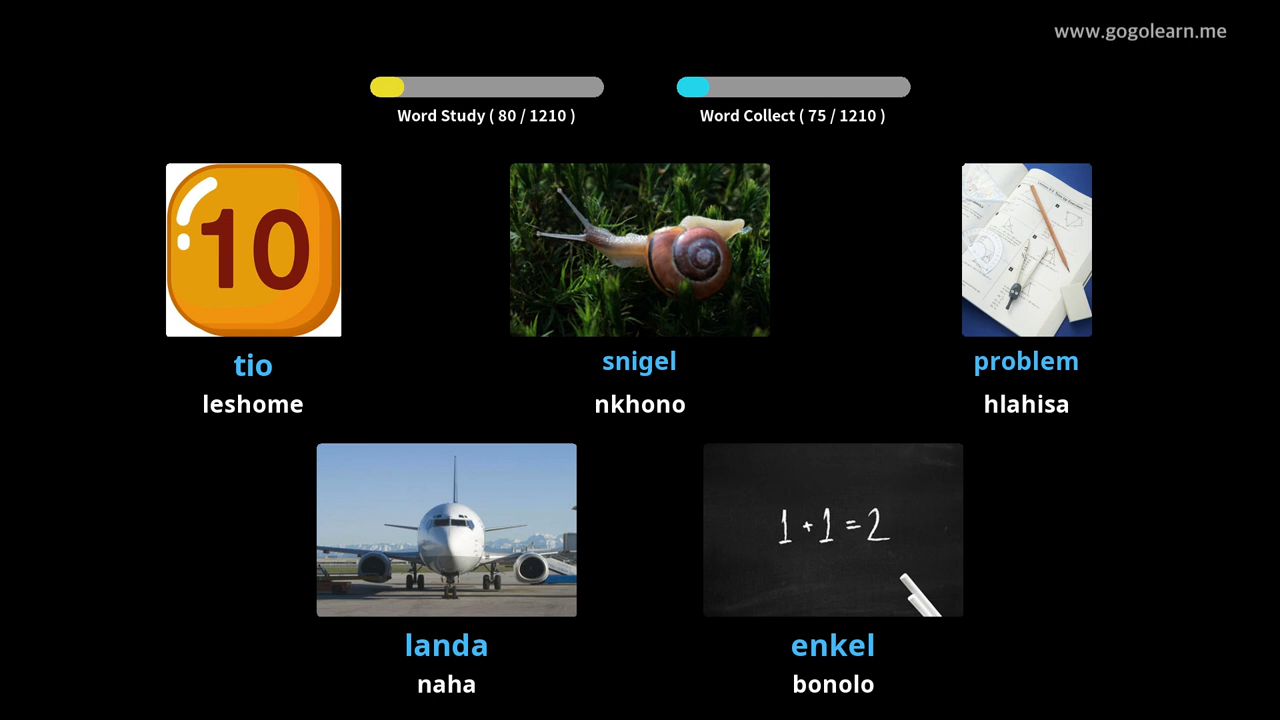 www.gogolearn.me
Word Study ( 80 / 1210 )
Word Collect ( 75 / 1210 )
10
tio
snigel
problem
leshome
nkhono
hlahisa
1 + 1 = 2
landa
enkel
naha
bonolo